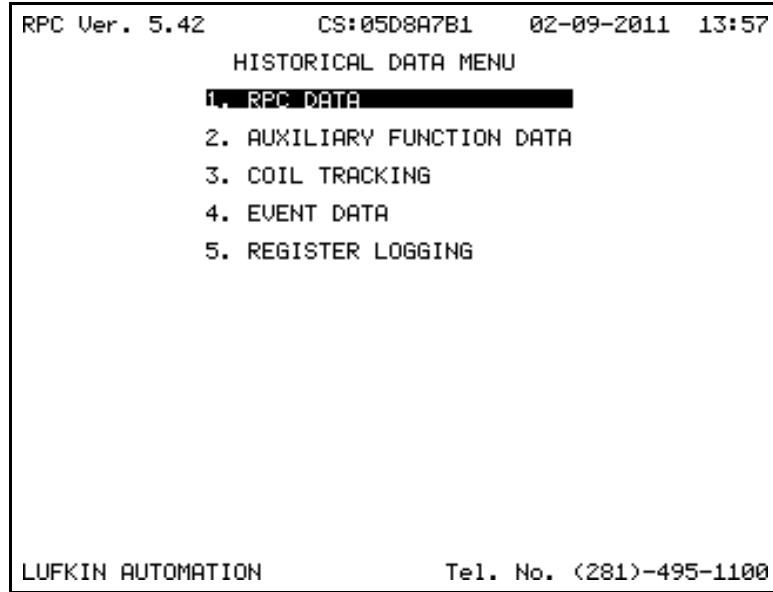 RPC Ver. 5.42 CS:05D8A7B1 02-09-2011 13:57
HISTORICAL DATA MENU
1. RPC DATA
2. AUXILIARY FUNCTION DATA
3. COIL TRACKING
4. EVENT DATA
5. REGISTER LOGGING
LUFKIN AUTOMATION Tel. No. (281)-495-1100